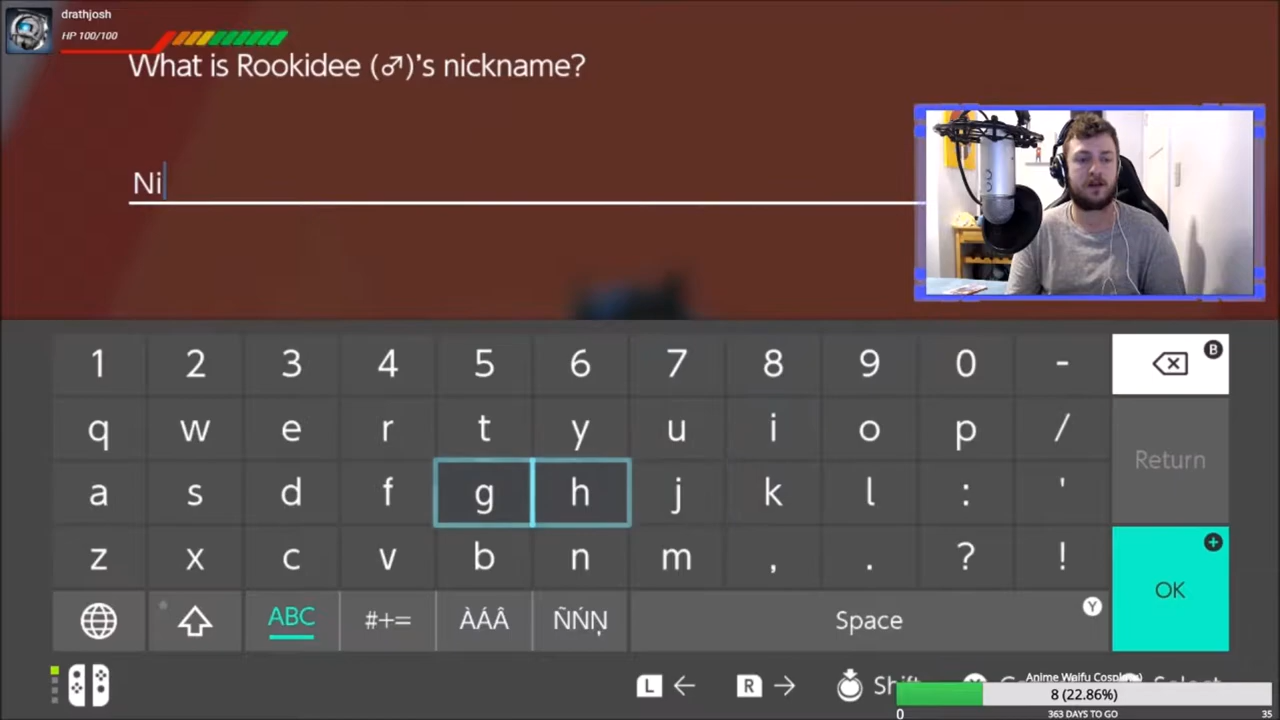 drathjosh
HP 100/100
What is Rookidee (♂)'s nickname?
Ni
1 2 3 4 5 6 7 8 9 0 -
B
q w e r t y u i o p /
Return
a s d f g h j k l : '
z x c v b n m , . ? !
+
OK
ABC #+= ÀÁÂ ÑŃŅ Space
Y
L ← R → Shift
Anime Waifu Cosplay
8 (22.86%)
0 363 DAYS TO GO 35